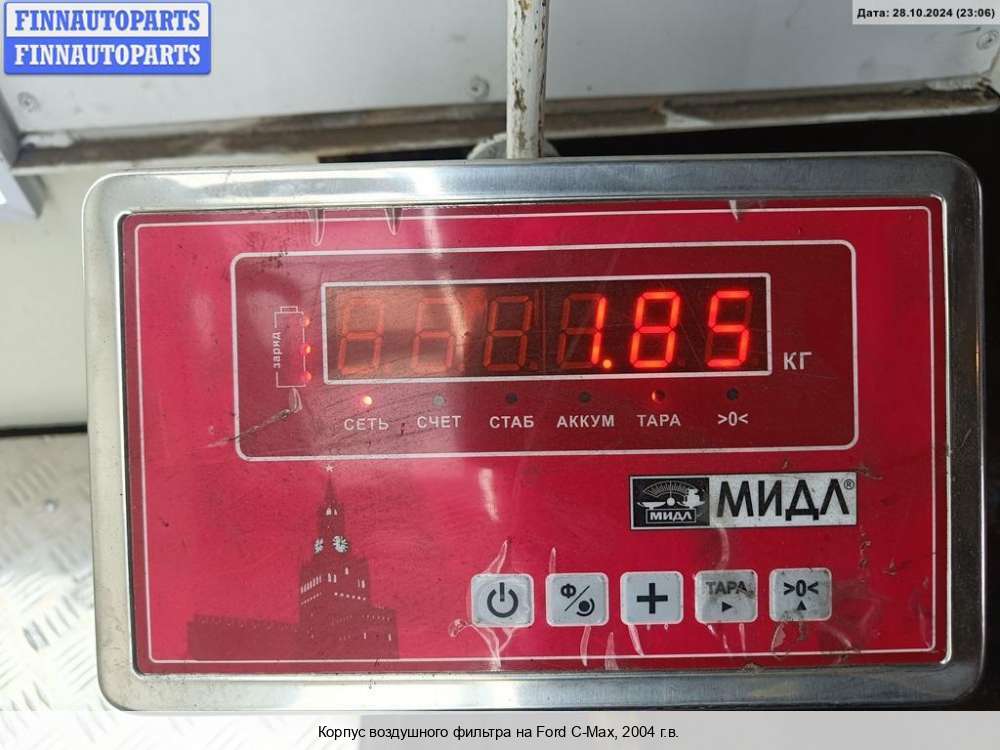 FINNAUTOPARTS
FINNAUTOPARTS
Дата: 28.10.2024 (23:06)
заряд
1.85
КГ
СЕТЬ СЧЕТ СТАБ АККУМ ТАРА >0<
МИДЛ
МИДЛ®
Ф
ТАРА
>0<
Корпус воздушного фильтра на Ford C-Max, 2004 г.в.